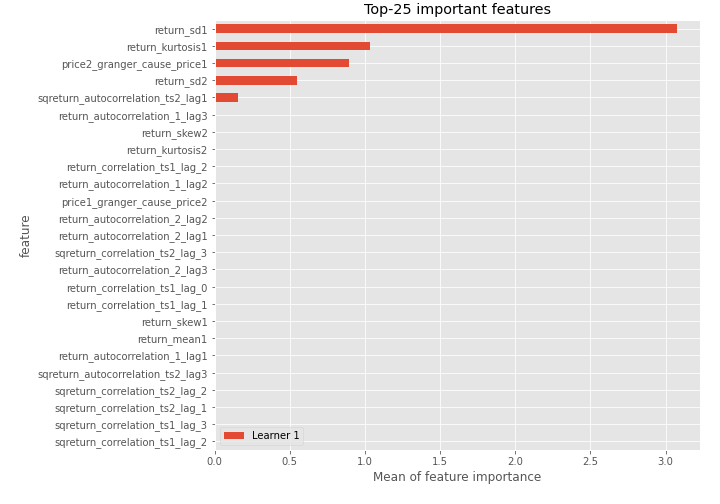 Top-25 important features
return_sd1
return_kurtosis1
price2_granger_cause_price1
return_sd2
sqreturn_autocorrelation_ts2_lag1
return_autocorrelation_1_lag3
return_skew2
return_kurtosis2
return_correlation_ts1_lag_2
return_autocorrelation_1_lag2
price1_granger_cause_price2
return_autocorrelation_2_lag2
return_autocorrelation_2_lag1
sqreturn_correlation_ts2_lag_3
return_autocorrelation_2_lag3
return_correlation_ts1_lag_0
return_correlation_ts1_lag_1
return_skew1
return_mean1
return_autocorrelation_1_lag1
sqreturn_autocorrelation_ts2_lag3
sqreturn_correlation_ts2_lag_2
sqreturn_correlation_ts2_lag_1
sqreturn_correlation_ts1_lag_3
sqreturn_correlation_ts1_lag_2
feature
Learner 1
0.0 0.5 1.0 1.5 2.0 2.5 3.0
Mean of feature importance